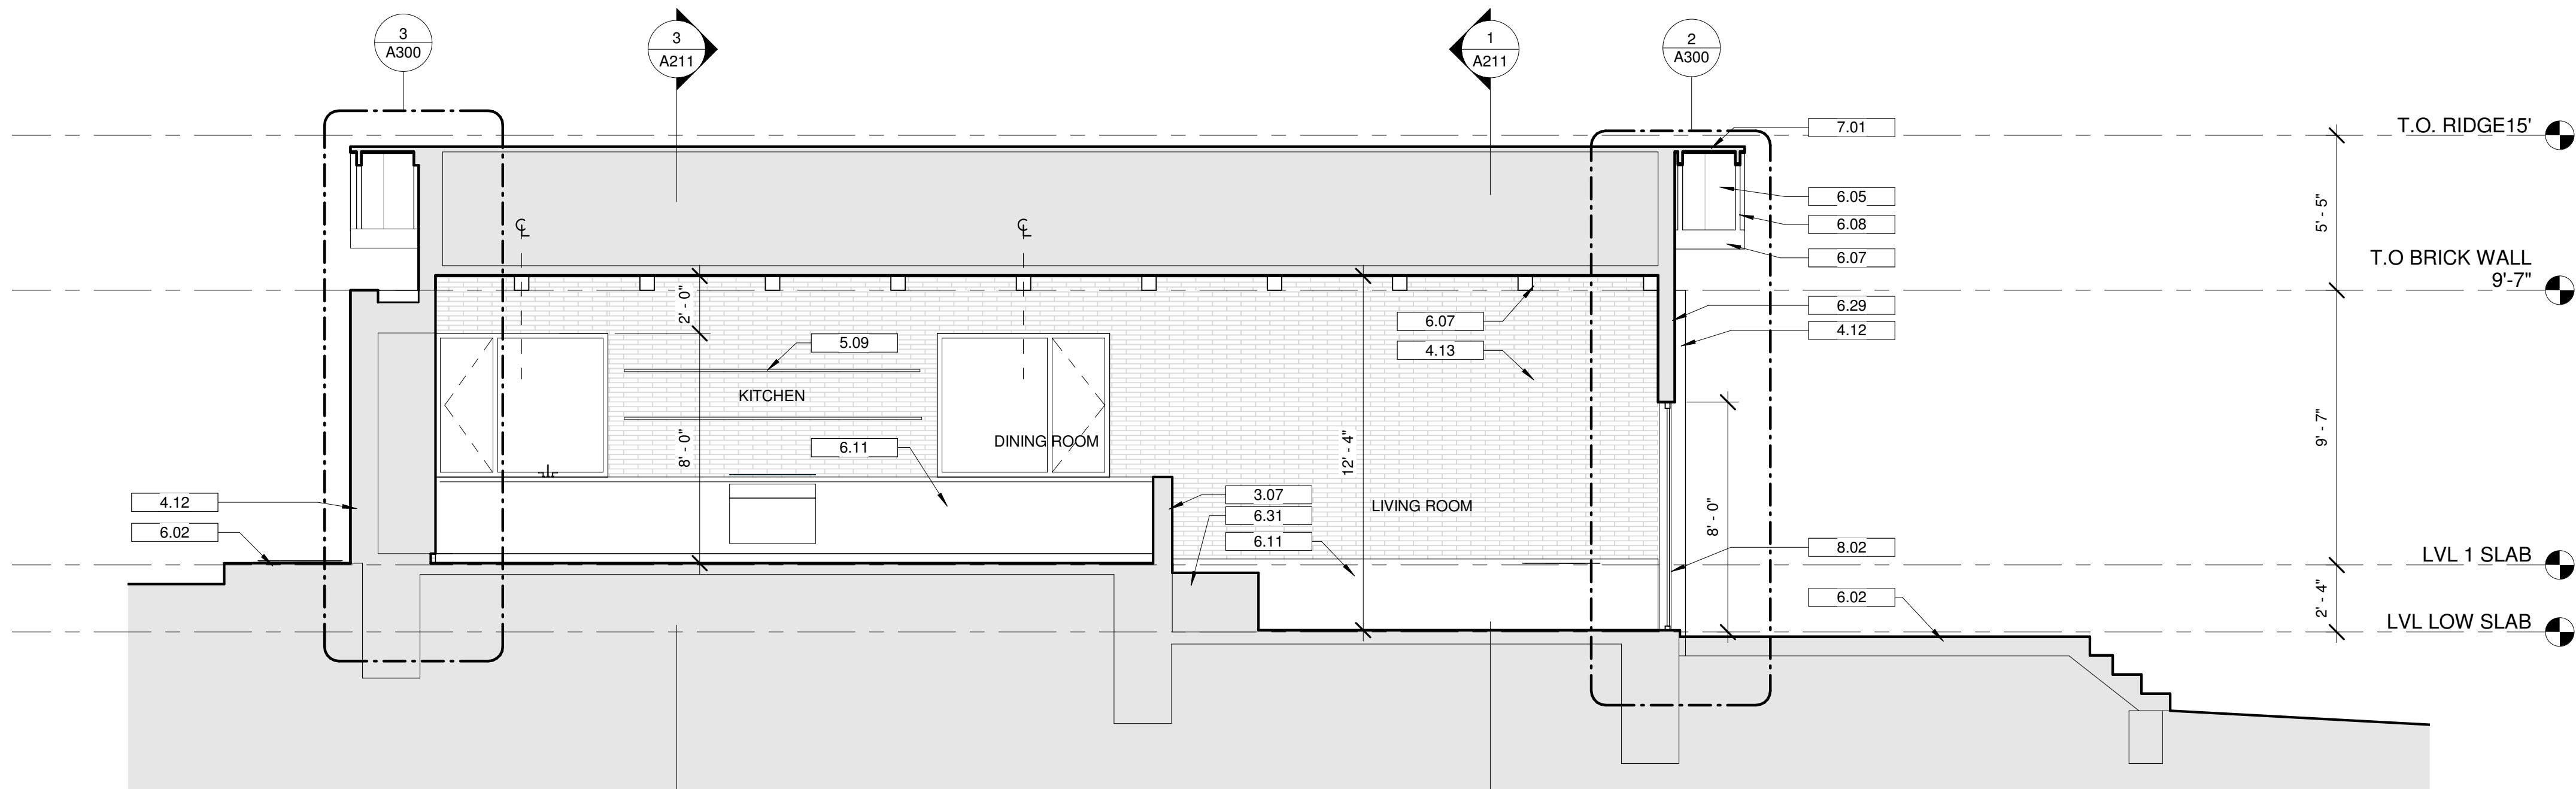 3
A300
3
A211
1
A211
2
A300
7.01
T.O. RIDGE15'
6.05
6.08
6.07
5' - 5"
T.O BRICK WALL
9'-7"
℄
℄
2' - 0"
6.07
4.13
6.29
4.12
5.09
KITCHEN
DINING ROOM
6.11
8' - 0"
12' - 4"
9' - 7"
4.12
6.02
3.07
6.31
6.11
LIVING ROOM
8' - 0"
8.02
LVL 1 SLAB
6.02
2' - 4"
LVL LOW SLAB